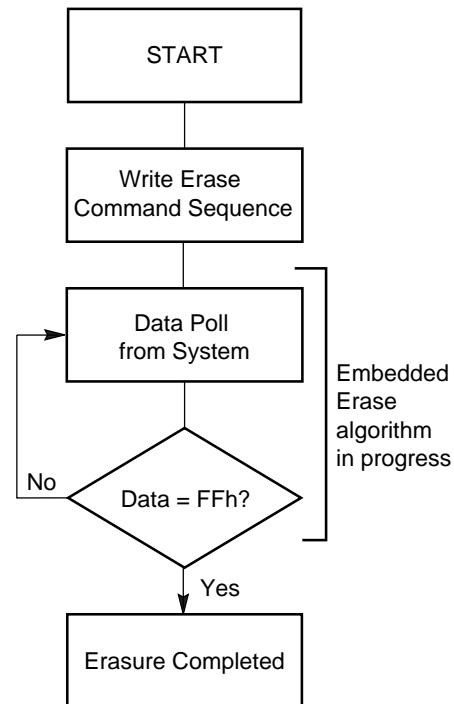 START
Write Erase
Command Sequence
Data Poll
from System
Embedded
Erase
algorithm
in progress
No
Data = FFh?
Yes
Erasure Completed